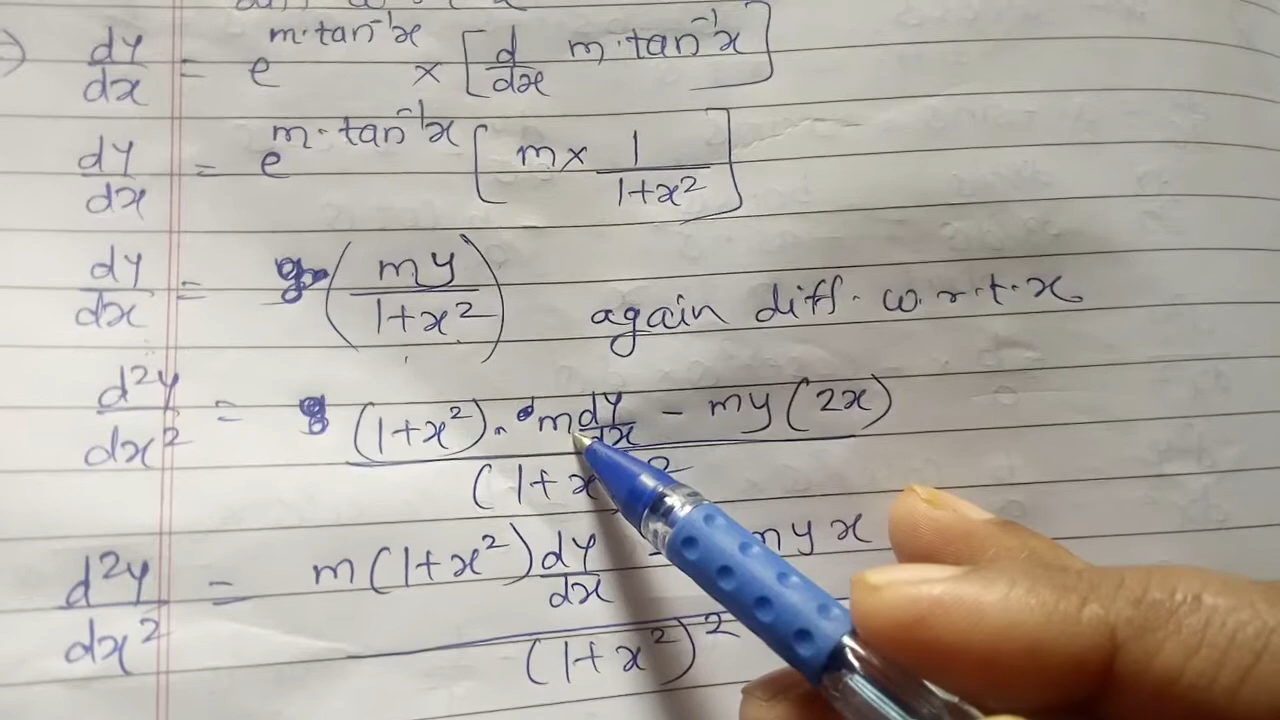 ⇒ dy/dx = e^(m·tan⁻¹x) × [d/dx m·tan⁻¹x]
dy/dx = e^(m·tan⁻¹x) [m × 1/(1+x²)]
dy/dx = (my/(1+x²)) again diff. w.r.t.x
d²y/dx² = ((1+x²)·m dy/dx - my(2x))/(1+x²)²
d²y/dx² = (m(1+x²) dy/dx - myx)/(1+x²)²